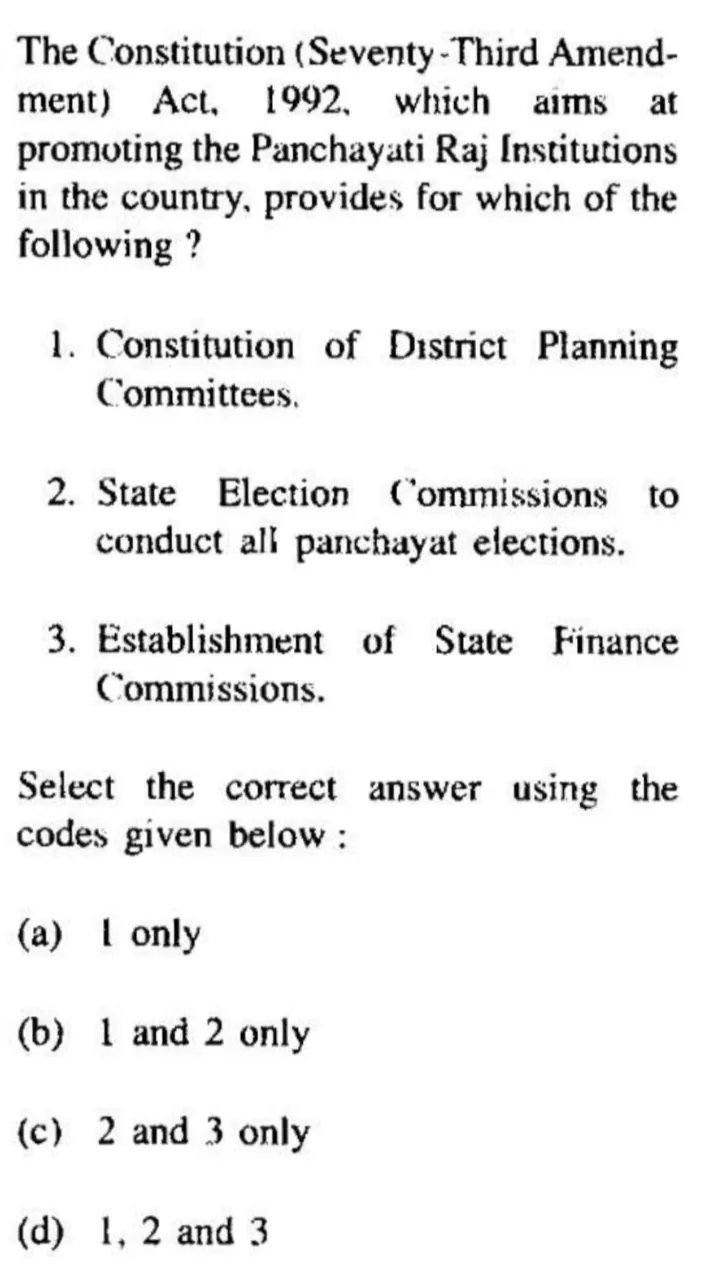 The Constitution (Seventy-Third Amend-
ment) Act, 1992, which aims at
promoting the Panchayati Raj Institutions
in the country, provides for which of the
following ?
1. Constitution of District Planning
Committees.
2. State Election Commissions to
conduct all panchayat elections.
3. Establishment of State Finance
Commissions.
Select the correct answer using the
codes given below :
(a) 1 only
(b) 1 and 2 only
(c) 2 and 3 only
(d) 1, 2 and 3